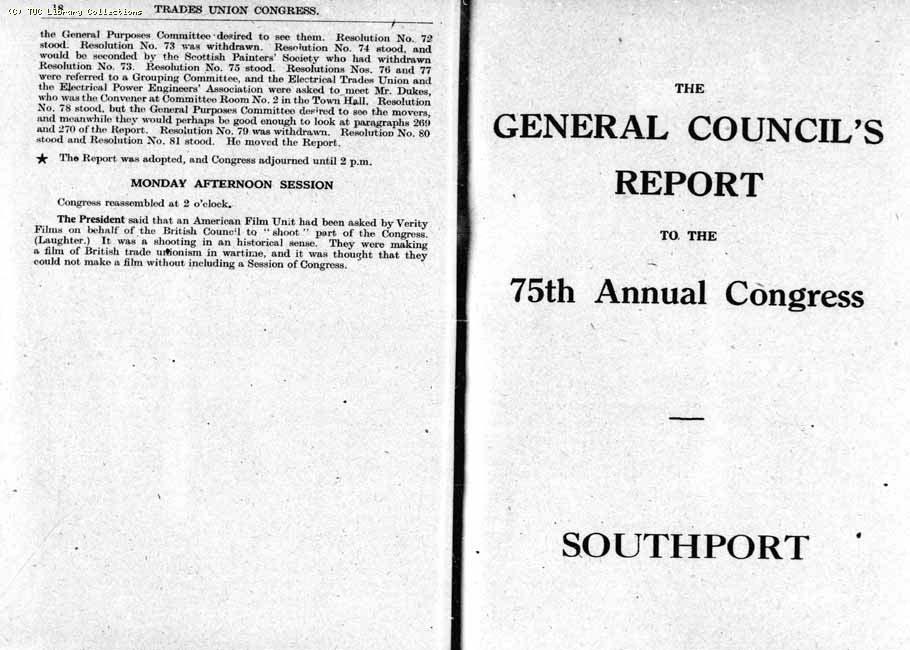 (C) TUC Library Collections
18 TRADES UNION CONGRESS.
the General Purposes Committee desired to see them. Resolution No. 72
stood. Resolution No. 73 was withdrawn. Resolution No. 74 stood, and
would be seconded by the Scottish Painters' Society who had withdrawn
Resolution No. 73. Resolution No. 75 stood. Resolutions Nos. 76 and 77
were referred to a Grouping Committee, and the Electrical Trades Union and
the Electrical Power Engineers' Association were asked to meet Mr. Dukes,
who was the Convener at Committee Room No. 2 in the Town Hall. Resolution
No. 78 stood, but the General Purposes Committee desired to see the movers,
and meanwhile they would perhaps be good enough to look at paragraphs 269
and 270 of the Report. Resolution No. 79 was withdrawn. Resolution No. 80
stood and Resolution No. 81 stood. He moved the Report.
★ The Report was adopted, and Congress adjourned until 2 p.m.
MONDAY AFTERNOON SESSION
Congress reassembled at 2 o'clock.
The President said that an American Film Unit had been asked by Verity
Films on behalf of the British Council to "shoot" part of the Congress.
(Laughter.) It was a shooting in an historical sense. They were making
a film of British trade unionism in wartime, and it was thought that they
could not make a film without including a Session of Congress.
THE
GENERAL COUNCIL'S
REPORT
TO THE
75th Annual Congress
—
SOUTHPORT